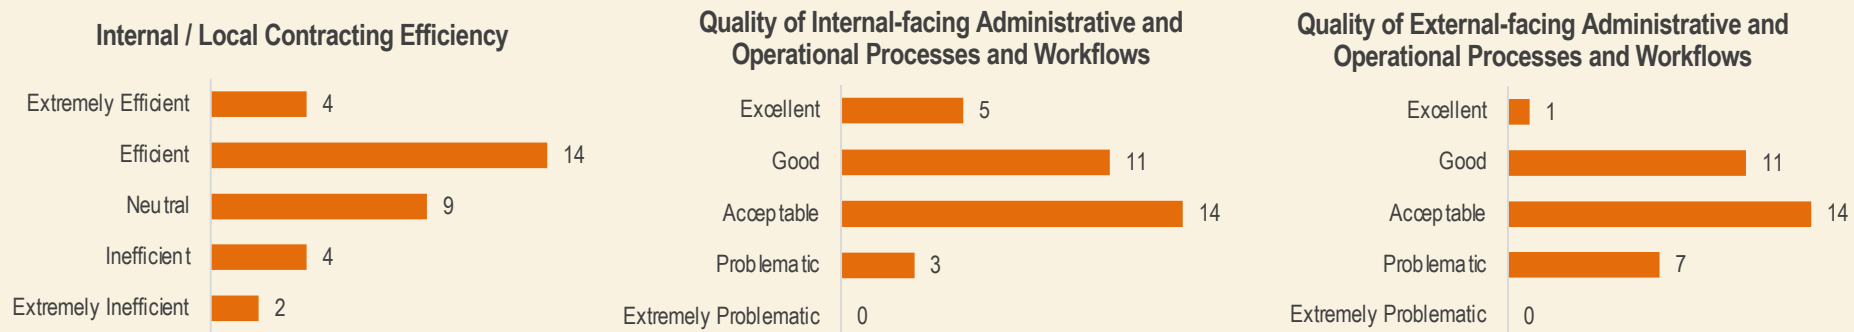 Internal / Local Contracting Efficiency
Extremely Efficient 4
Efficient 14
Neutral 9
Inefficient 4
Extremely Inefficient 2
Quality of Internal-facing Administrative and
Operational Processes and Workflows
Excellent 5
Good 11
Acceptable 14
Problematic 3
Extremely Problematic 0
Quality of External-facing Administrative and
Operational Processes and Workflows
Excellent 1
Good 11
Acceptable 14
Problematic 7
Extremely Problematic 0